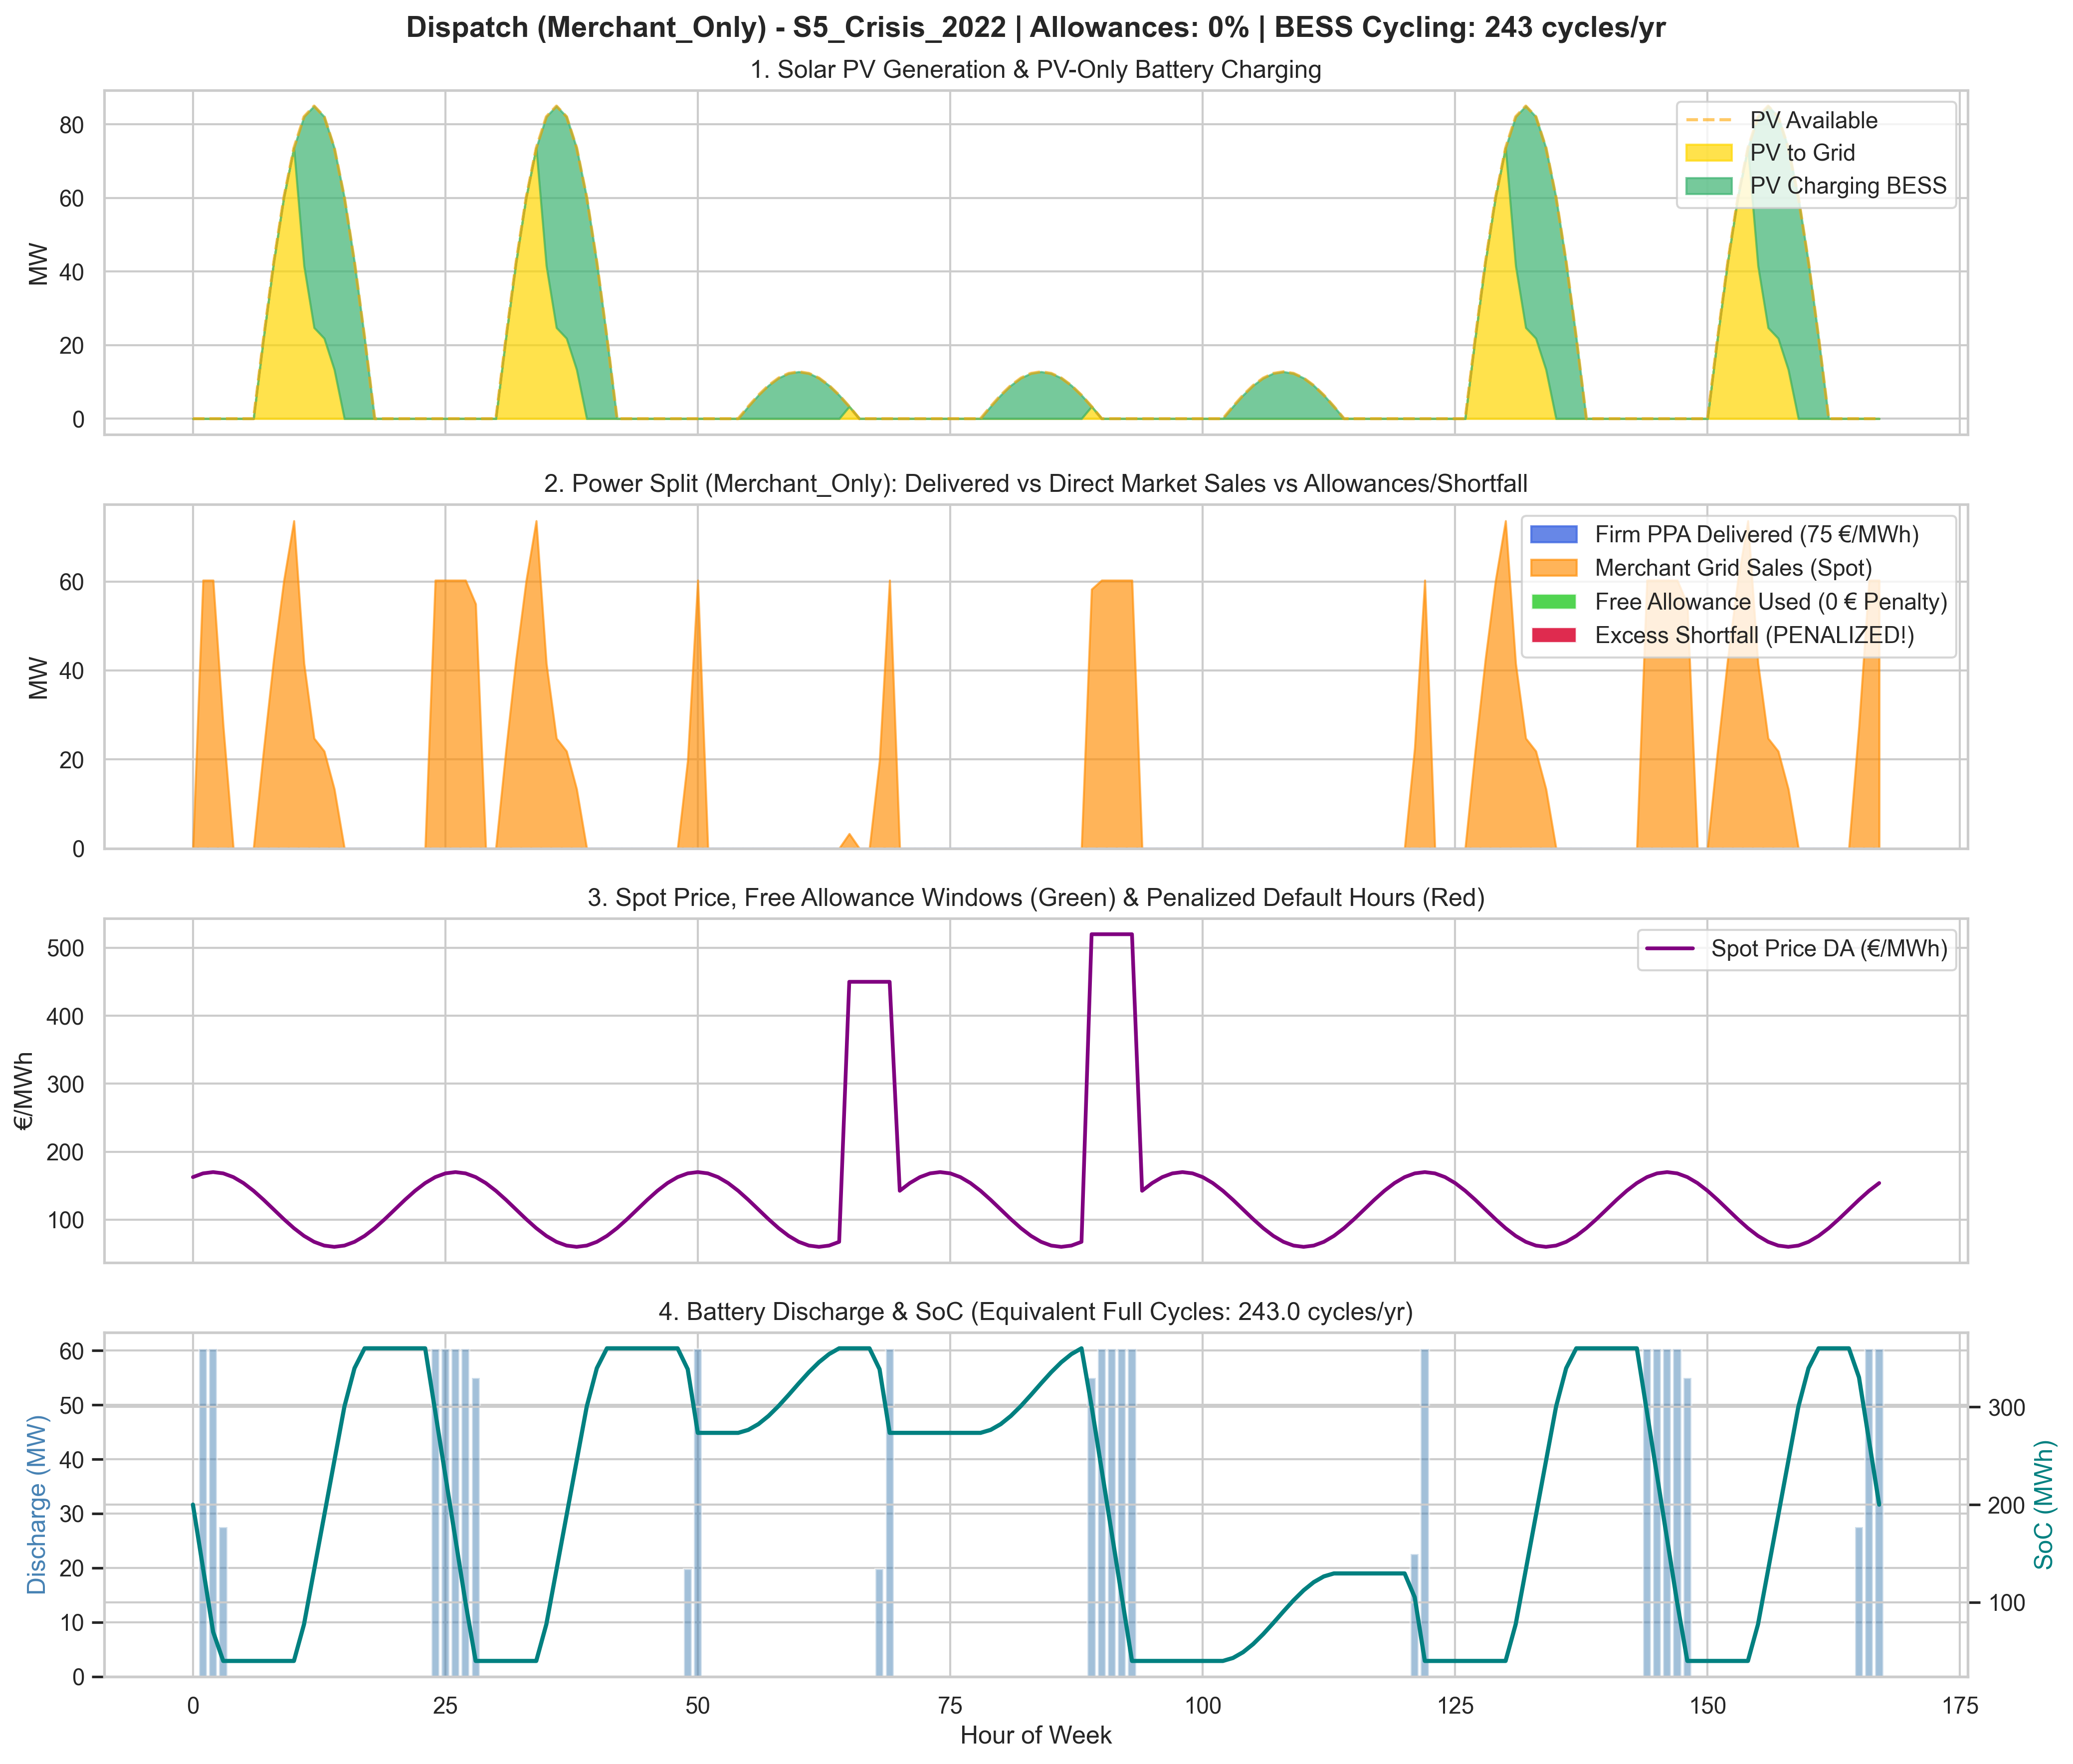 Dispatch (Merchant_Only) - S5_Crisis_2022 | Allowances: 0% | BESS Cycling: 243 cycles/yr
1. Solar PV Generation & PV-Only Battery Charging
MW
80
60
40
20
0
PV Available
PV to Grid
PV Charging BESS
2. Power Split (Merchant_Only): Delivered vs Direct Market Sales vs Allowances/Shortfall
MW
60
40
20
0
Firm PPA Delivered (75 €/MWh)
Merchant Grid Sales (Spot)
Free Allowance Used (0 € Penalty)
Excess Shortfall (PENALIZED!)
3. Spot Price, Free Allowance Windows (Green) & Penalized Default Hours (Red)
€/MWh
500
400
300
200
100
Spot Price DA (€/MWh)
4. Battery Discharge & SoC (Equivalent Full Cycles: 243.0 cycles/yr)
Discharge (MW)
60
50
40
30
20
10
0
300
200
100
SoC (MWh)
0 25 50 75 100 125 150 175
Hour of Week